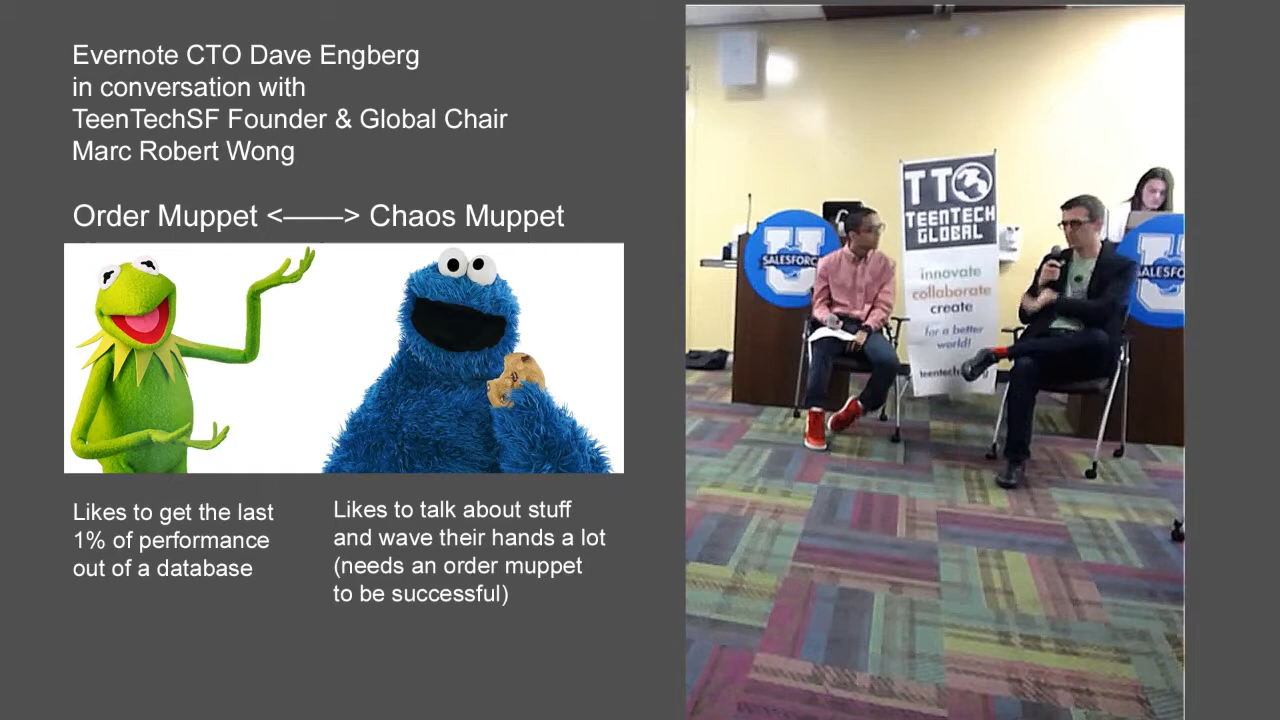 Evernote CTO Dave Engberg
in conversation with
TeenTechSF Founder & Global Chair
Marc Robert Wong
Order Muppet <——> Chaos Muppet
Likes to get the last
1% of performance
out of a database
Likes to talk about stuff
and wave their hands a lot
(needs an order muppet
to be successful)
TT
TEENTECH
GLOBAL
innovate
collaborate
create
for a better
world!
U
SALESFORC
U
ALESFO